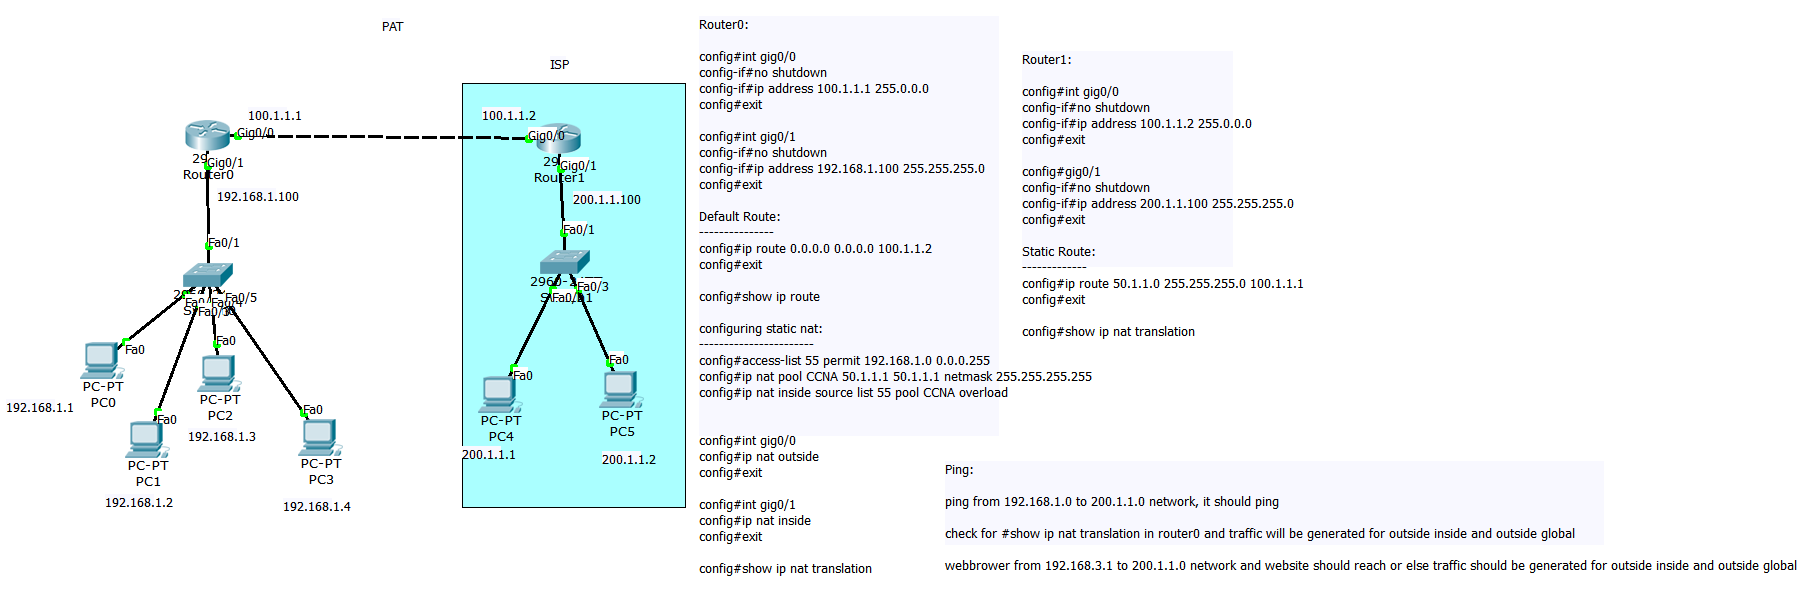 PAT
ISP
100.1.1.1
100.1.1.2
Gig0/0
Gig0/0
29
Gig0/1
Router0
29
Gig0/1
Router1
192.168.1.100
200.1.1.100
Fa0/1
Fa0/1
Fa0/5
Fa0/3
Fa0/3
Fa0
PC-PT
PC0
192.168.1.1
Fa0
PC-PT
PC2
192.168.1.3
Fa0
PC-PT
PC1
192.168.1.2
Fa0
PC-PT
PC3
192.168.1.4
Fa0
PC-PT
PC4
200.1.1.1
Fa0
PC-PT
PC5
200.1.1.2
Router0:
config#int gig0/0
config-if#no shutdown
config-if#ip address 100.1.1.1 255.0.0.0
config#exit
config#int gig0/1
config-if#no shutdown
config-if#ip address 192.168.1.100 255.255.255.0
config#exit
Default Route:
---------------
config#ip route 0.0.0.0 0.0.0.0 100.1.1.2
config#exit
config#show ip route
configuring static nat:
-----------------------
config#access-list 55 permit 192.168.1.0 0.0.0.255
config#ip nat pool CCNA 50.1.1.1 50.1.1.1 netmask 255.255.255.255
config#ip nat inside source list 55 pool CCNA overload
config#int gig0/0
config#ip nat outside
config#exit
config#int gig0/1
config#ip nat inside
config#exit
config#show ip nat translation
Router1:
config#int gig0/0
config-if#no shutdown
config-if#ip address 100.1.1.2 255.0.0.0
config#exit
config#gig0/1
config-if#no shutdown
config-if#ip address 200.1.1.100 255.255.255.0
config#exit
Static Route:
-------------
config#ip route 50.1.1.0 255.255.255.0 100.1.1.1
config#exit
config#show ip nat translation
Ping:
ping from 192.168.1.0 to 200.1.1.0 network, it should ping
check for #show ip nat translation in router0 and traffic will be generated for outside inside and outside global
webbrower from 192.168.3.1 to 200.1.1.0 network and website should reach or else traffic should be generated for outside inside and outside global